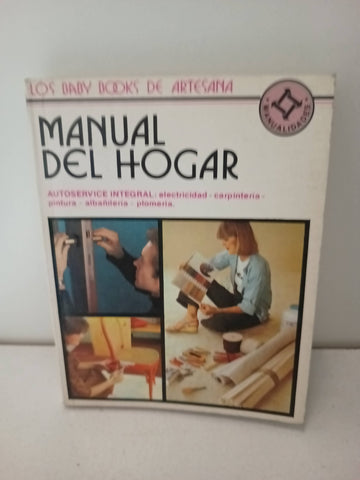 LOS BABY BOOKS DE ARTESANA
MANUALIDADES
MANUAL
DEL HOGAR
AUTOSERVICE INTEGRAL: electricidad - carpintería -
pintura - albañilería - plomería.